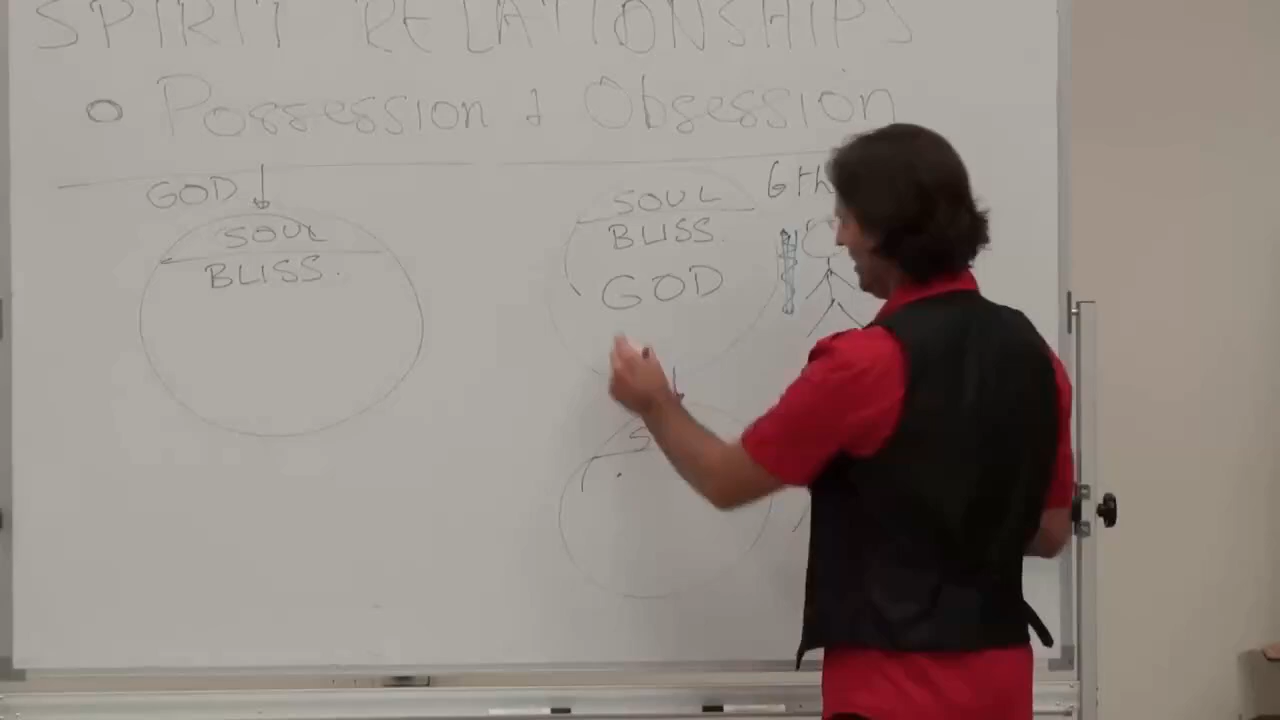 SPIRIT RELATIONSHIPS
Possession & Obsession
GOD
SOUL
BLISS.
SOUL
BLISS.
GOD
6th
S